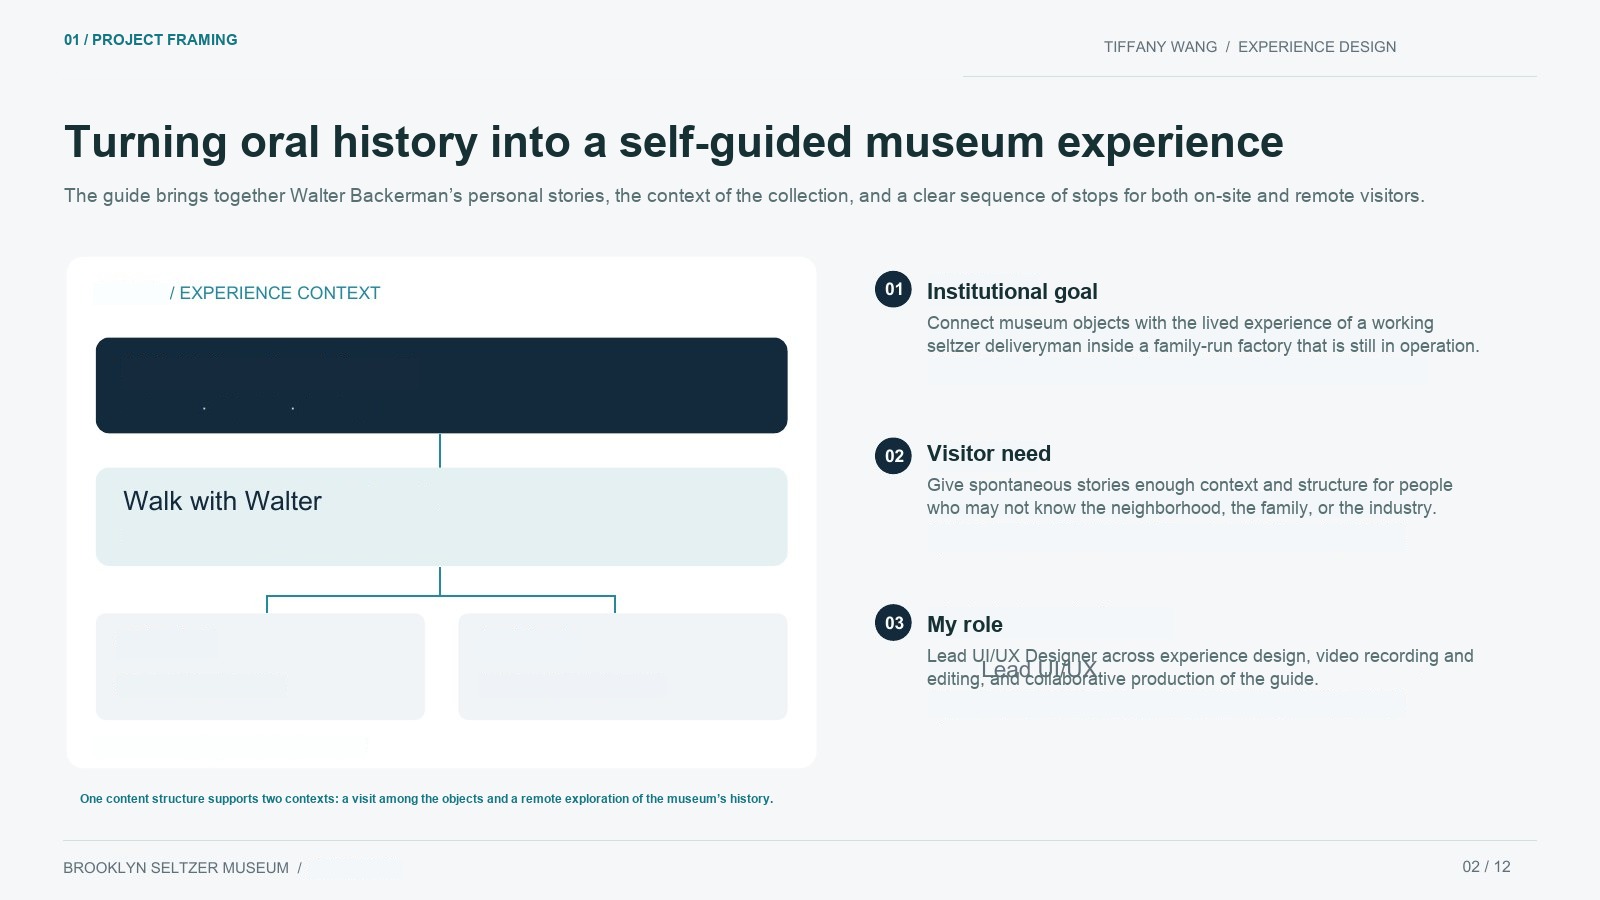 01 / PROJECT FRAMING
TIFFANY WANG / EXPERIENCE DESIGN
Turning oral history into a self-guided museum experience
The guide brings together Walter Backerman’s personal stories, the context of the collection, and a clear sequence of stops for both on-site and remote visitors.
/ EXPERIENCE CONTEXT
Walk with Walter
One content structure supports two contexts: a visit among the objects and a remote exploration of the museum’s history.
01
Institutional goal
Connect museum objects with the lived experience of a working
seltzer deliveryman inside a family-run factory that is still in operation.
02
Visitor need
Give spontaneous stories enough context and structure for people
who may not know the neighborhood, the family, or the industry.
03
My role
Lead UI/UX Designer across experience design, video recording and
Lead UI/UX
editing, and collaborative production of the guide.
BROOKLYN SELTZER MUSEUM /
02 / 12